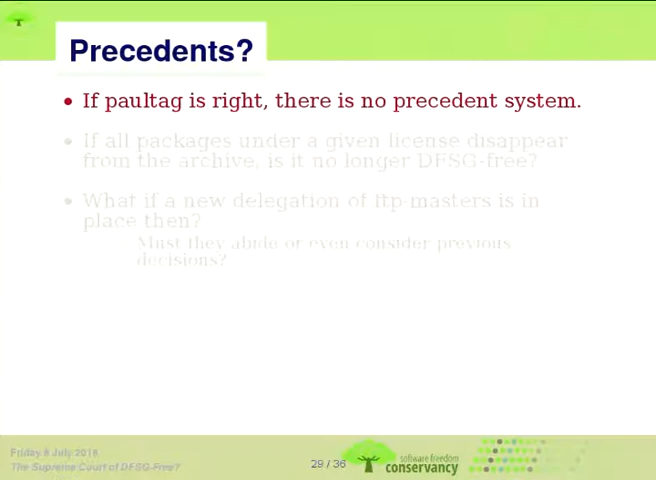 Precedents?
• If paultag is right, there is no precedent system.
• If all packages under a given license disappear
from the archive, is it no longer DFSG-free?
• What if a new delegation of ftp-masters is in
place then?
Must they abide or even consider previous
decisions?
Friday 8 July 2016
The Supreme Court of DFSG-Free?
29 / 36
software freedom
conservancy